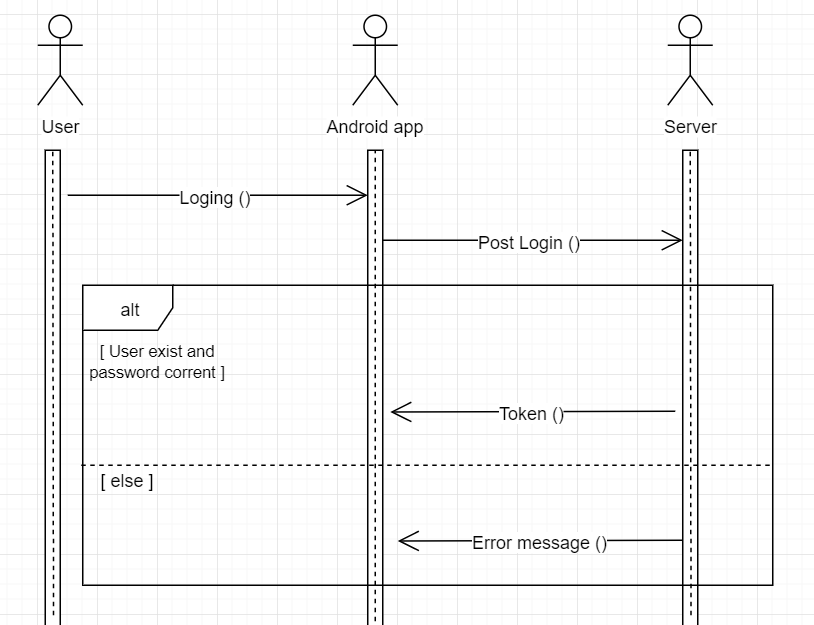 User
Android app
Server
Loging ()
Post Login ()
alt
[ User exist and
password corrent ]
Token ()
[ else ]
Error message ()